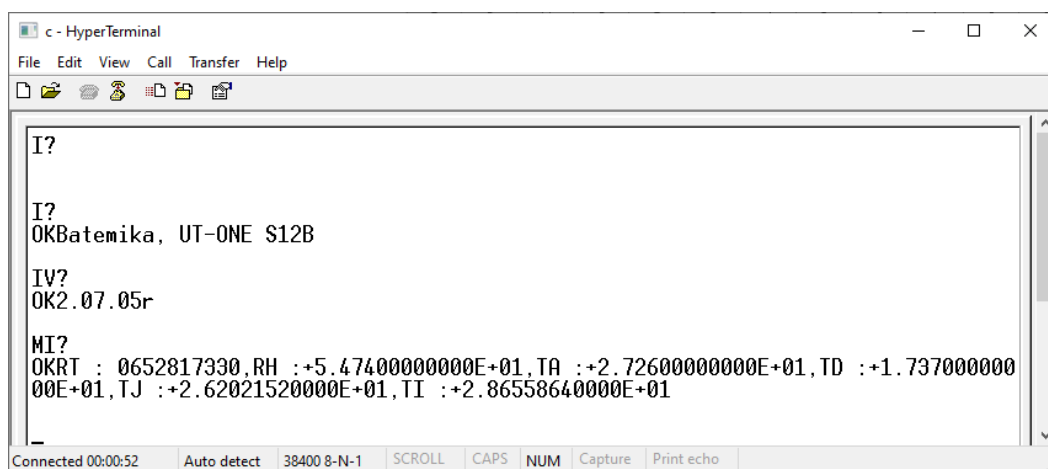 c - HyperTerminal
File Edit View Call Transfer Help
I?
I?
OKBatemika, UT-ONE S12B
IV?
OK2.07.05r
MI?
OKRT : 0652817330,RH :+5.47400000000E+01,TA :+2.72600000000E+01,TD :+1.737000000
00E+01,TJ :+2.62021520000E+01,TI :+2.86558640000E+01
Connected 00:00:52 Auto detect 38400 8-N-1 SCROLL CAPS NUM Capture Print echo